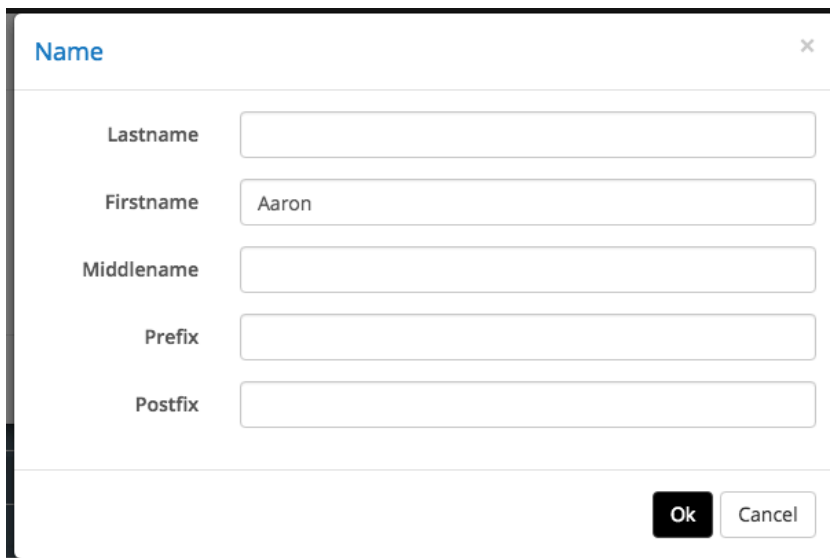 Name ×
Lastname
Firstname Aaron
Middlename
Prefix
Postfix
Ok Cancel